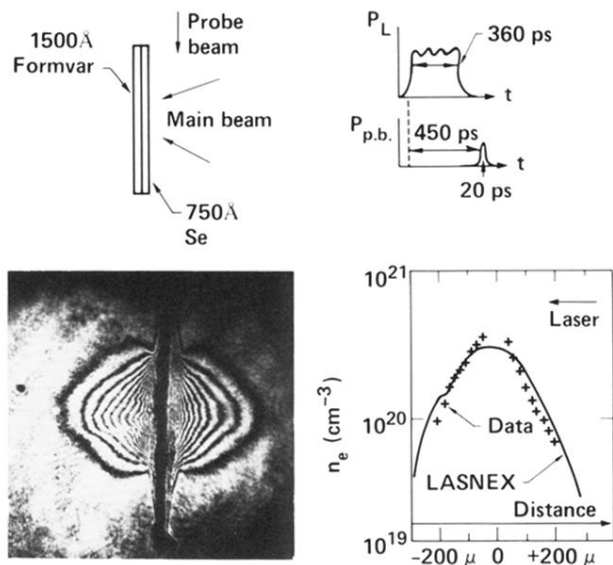 Probe
beam
1500Å
Formvar
Main beam
750Å
Se
P_L
360 ps
t
P_p.b.
450 ps
t
20 ps
10^21
Laser
n_e (cm^-3)
10^20
Data
LASNEX
Distance
10^19
-200 μ 0 +200 μ